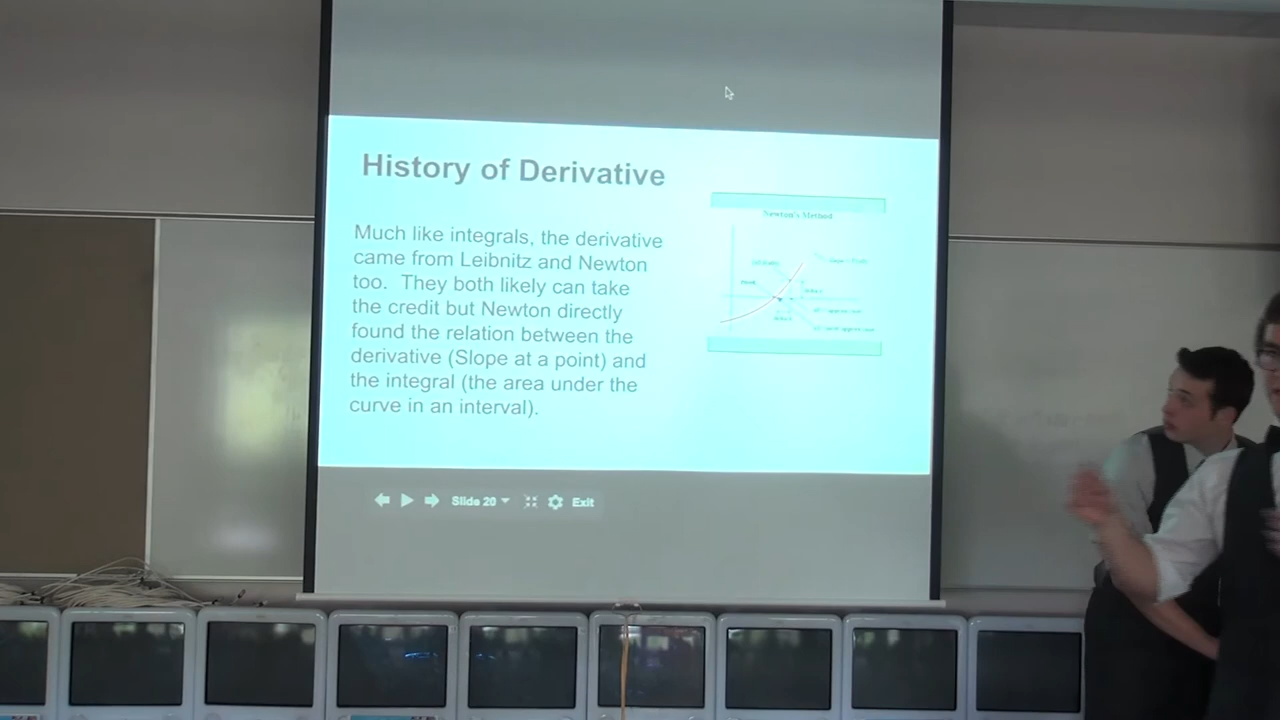 History of Derivative
Much like integrals, the derivative
came from Leibnitz and Newton
too. They both likely can take
the credit but Newton directly
found the relation between the
derivative (Slope at a point) and
the integral (the area under the
curve in an interval).
Newton's Method
Slide 20
Exit